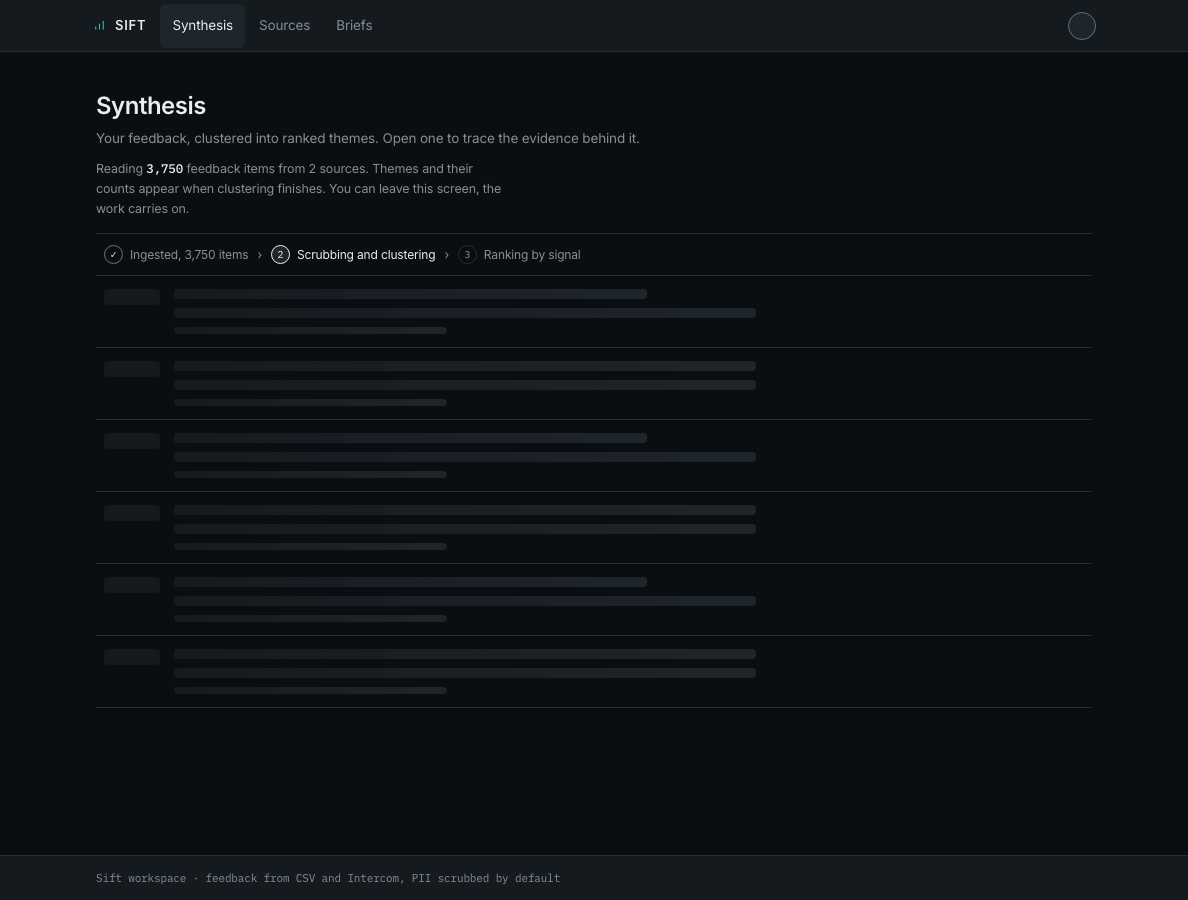 SIFT Synthesis Sources Briefs
Synthesis
Your feedback, clustered into ranked themes. Open one to trace the evidence behind it.
Reading 3,750 feedback items from 2 sources. Themes and their
counts appear when clustering finishes. You can leave this screen, the
work carries on.
✓ Ingested, 3,750 items › 2 Scrubbing and clustering › 3 Ranking by signal
Sift workspace · feedback from CSV and Intercom, PII scrubbed by default